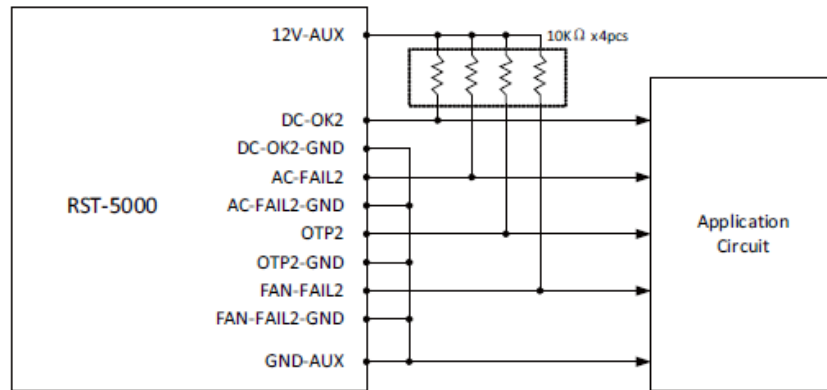 12V-AUX
10KΩ x4pcs
DC-OK2
DC-OK2-GND
AC-FAIL2
RST-5000
AC-FAIL2-GND
Application
Circuit
OTP2
OTP2-GND
FAN-FAIL2
FAN-FAIL2-GND
GND-AUX